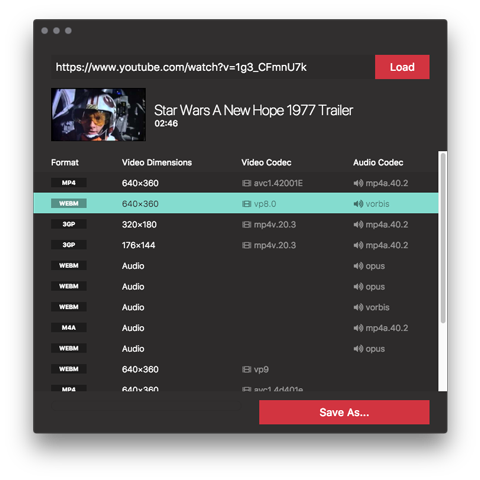 https://www.youtube.com/watch?v=1g3_CFmnU7k Load
Star Wars A New Hope 1977 Trailer
02:46
Format Video Dimensions Video Codec Audio Codec
MP4 640×360 avc1.42001E mp4a.40.2
WEBM 640×360 vp8.0 vorbis
3GP 320×180 mp4v.20.3 mp4a.40.2
3GP 176×144 mp4v.20.3 mp4a.40.2
WEBM Audio opus
WEBM Audio opus
WEBM Audio vorbis
M4A Audio mp4a.40.2
WEBM Audio opus
WEBM 640×360 vp9
MP4 640×360 avc1.4d401e
Save As...